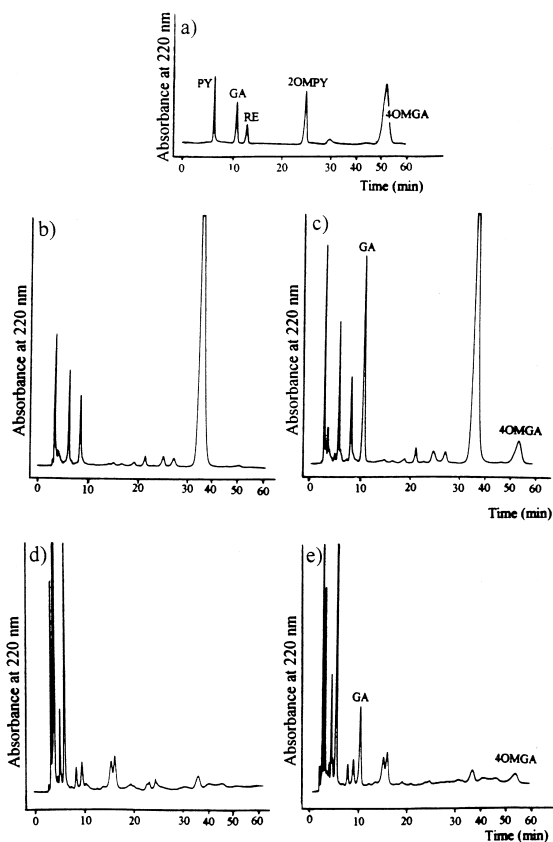 a)
Absorbance at 220 nm
PY
GA
RE
2OMPY
4OMGA
0 10 20 30 40 50 60
Time (min)
b)
Absorbance at 220 nm
0 10 20 30 40 50 60
c)
Absorbance at 220 nm
GA
4OMGA
0 10 20 30 40 50 60
Time (min)
d)
Absorbance at 220 nm
0 10 20 30 40 50 60
e)
Absorbance at 220 nm
GA
4OMGA
0 10 20 30 40 50 60
Time (min)